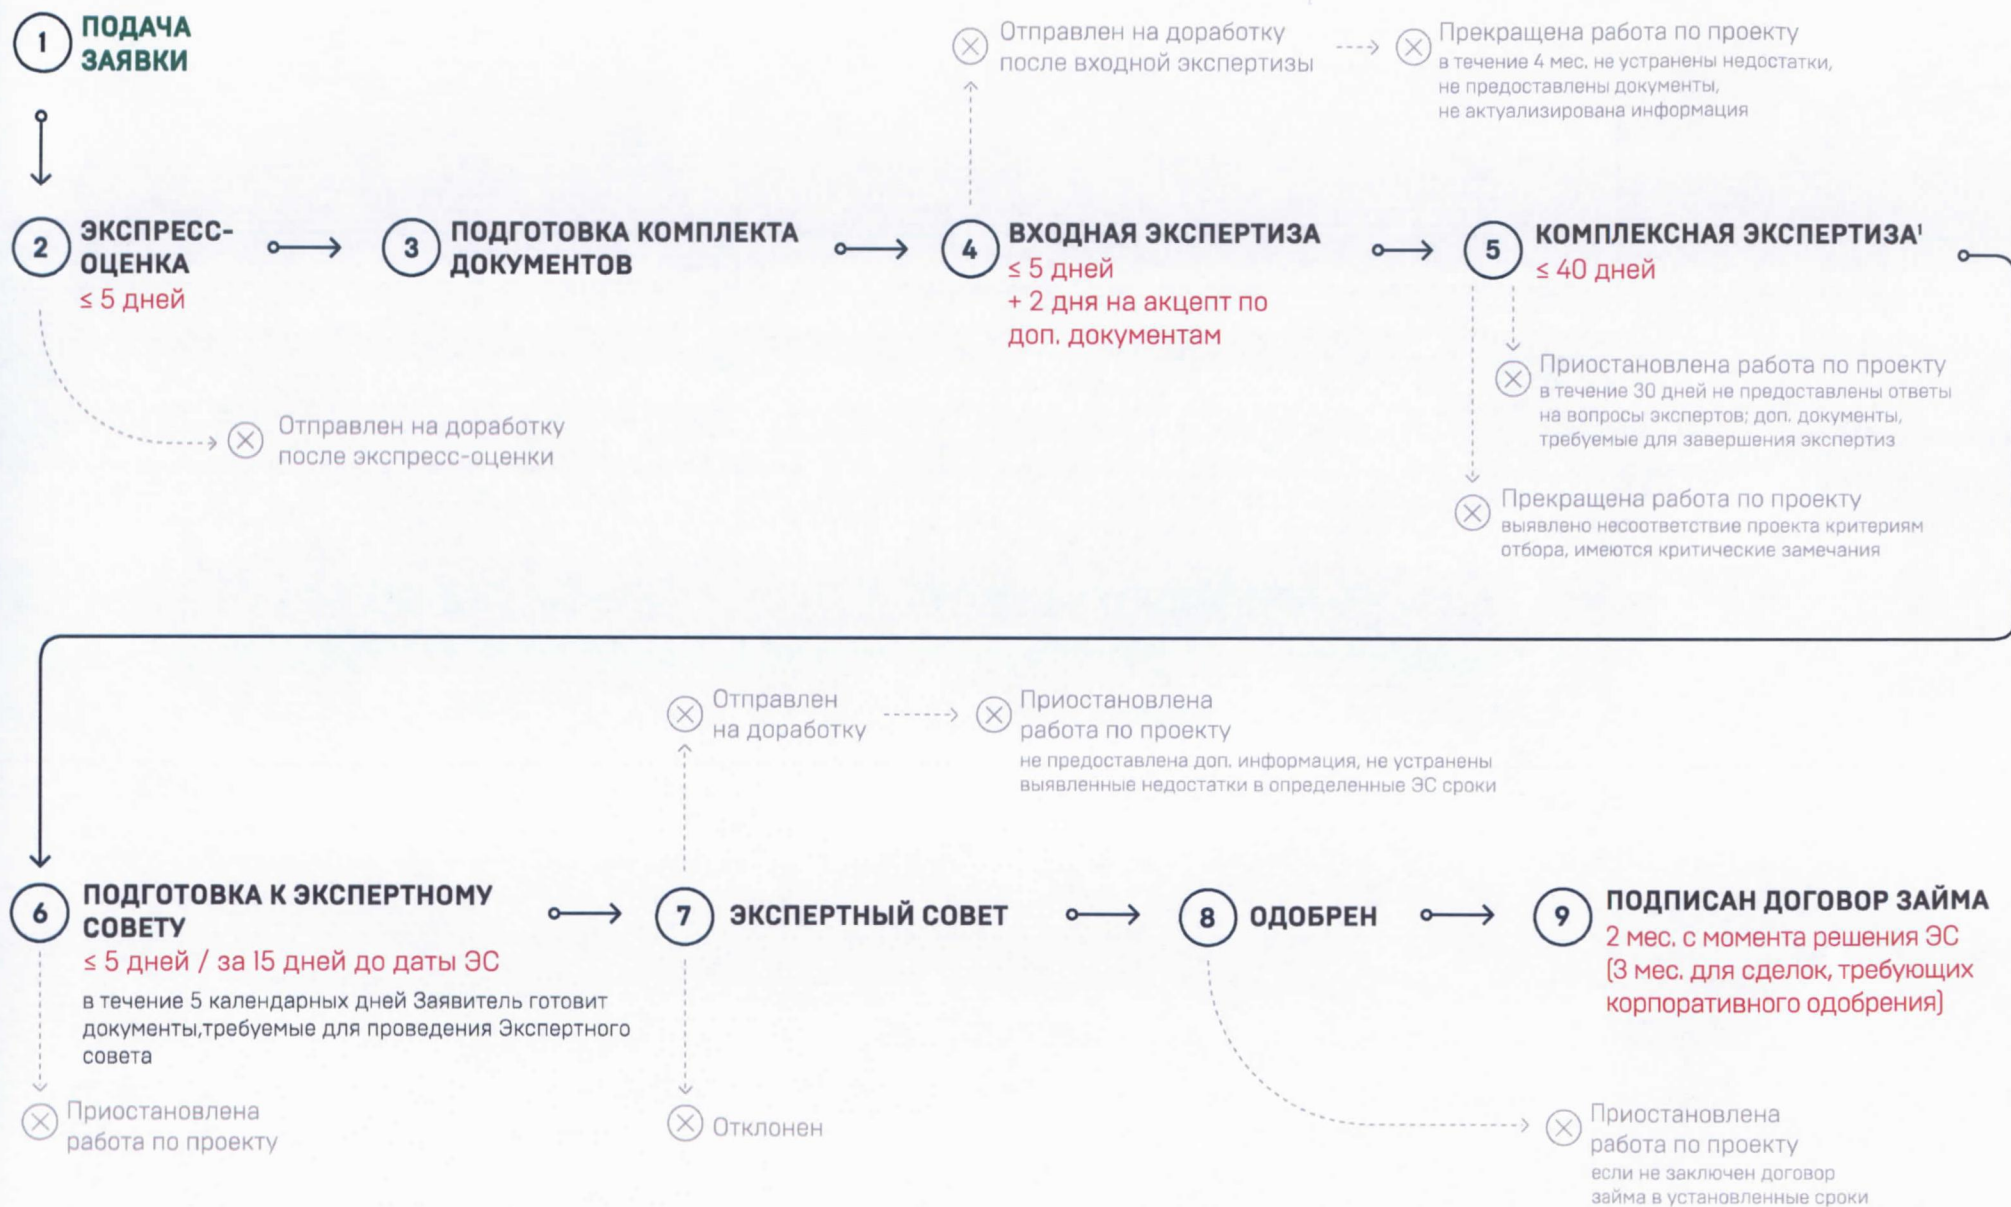 1
ПОДАЧА
ЗАЯВКИ
Отправлен на доработку
после входной экспертизы
Прекращена работа по проекту
в течение 4 мес. не устранены недостатки,
не предоставлены документы,
не актуализирована информация
2
ЭКСПРЕСС-
ОЦЕНКА
≤ 5 дней
3
ПОДГОТОВКА КОМПЛЕКТА
ДОКУМЕНТОВ
4
ВХОДНАЯ ЭКСПЕРТИЗА
≤ 5 дней
+ 2 дня на акцепт по
доп. документам
5
КОМПЛЕКСНАЯ ЭКСПЕРТИЗА¹
≤ 40 дней
Отправлен на доработку
после экспресс-оценки
Приостановлена работа по проекту
в течение 30 дней не предоставлены ответы
на вопросы экспертов; доп. документы,
требуемые для завершения экспертиз
Прекращена работа по проекту
выявлено несоответствие проекта критериям
отбора, имеются критические замечания
Отправлен
на доработку
Приостановлена
работа по проекту
не предоставлена доп. информация, не устранены
выявленные недостатки в определенные ЭС сроки
6
ПОДГОТОВКА К ЭКСПЕРТНОМУ
СОВЕТУ
≤ 5 дней / за 15 дней до даты ЭС
в течение 5 календарных дней Заявитель готовит
документы,требуемые для проведения Экспертного
совета
7
ЭКСПЕРТНЫЙ СОВЕТ
8
ОДОБРЕН
9
ПОДПИСАН ДОГОВОР ЗАЙМА
2 мес. с момента решения ЭС
(3 мес. для сделок, требующих
корпоративного одобрения)
Приостановлена
работа по проекту
Отклонен
Приостановлена
работа по проекту
если не заключен договор
займа в установленные сроки